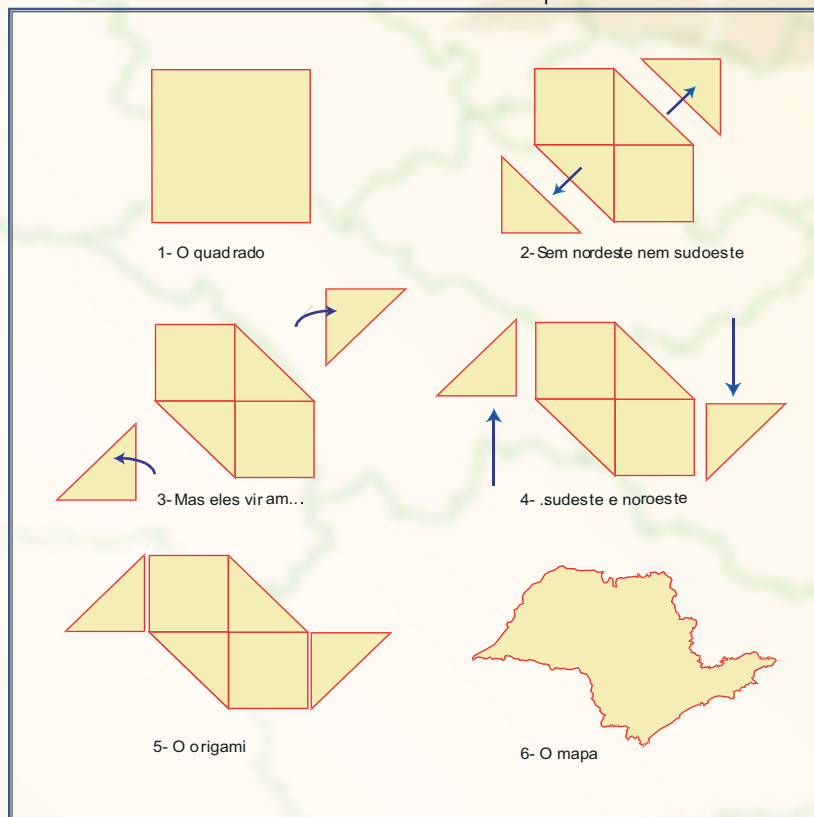 1- O quadrado
2-Sem nordeste nem sudoeste
3-Mas eles viram...
4- .sudeste e noroeste
5- O origami
6- O mapa